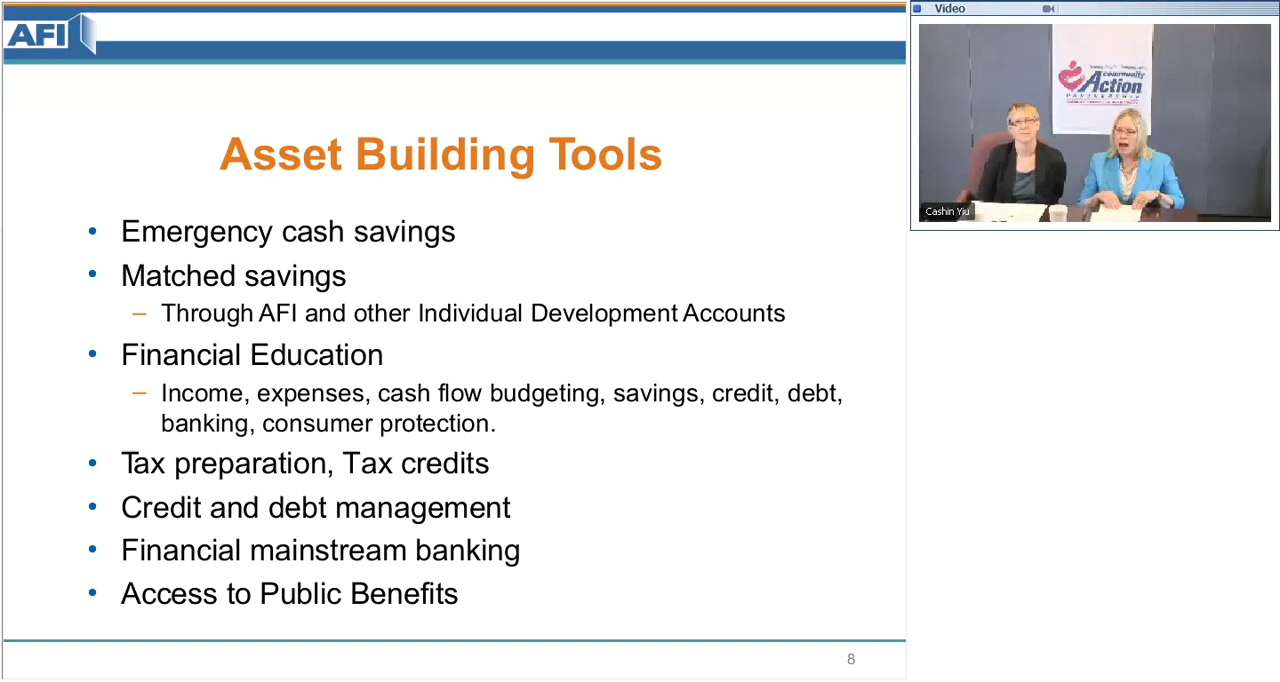 AFI
Asset Building Tools
• Emergency cash savings
• Matched savings
– Through AFI and other Individual Development Accounts
• Financial Education
– Income, expenses, cash flow budgeting, savings, credit, debt,
banking, consumer protection.
• Tax preparation, Tax credits
• Credit and debt management
• Financial mainstream banking
• Access to Public Benefits
8
Video
community
Action
PARTNERSHIP
Cashin Yiu